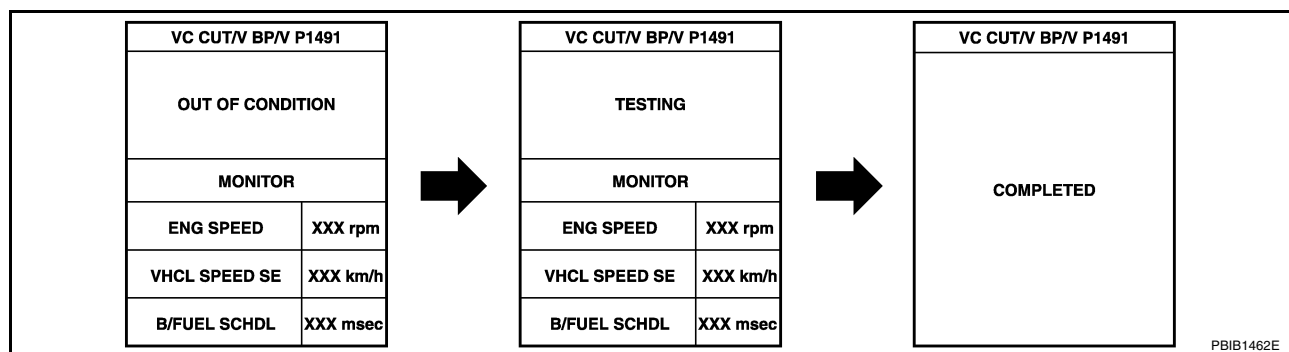 VC CUT/V BP/V P1491
OUT OF CONDITION
MONITOR
ENG SPEED XXX rpm
VHCL SPEED SE XXX km/h
B/FUEL SCHDL XXX msec
VC CUT/V BP/V P1491
TESTING
MONITOR
ENG SPEED XXX rpm
VHCL SPEED SE XXX km/h
B/FUEL SCHDL XXX msec
VC CUT/V BP/V P1491
COMPLETED
PBIB1462E